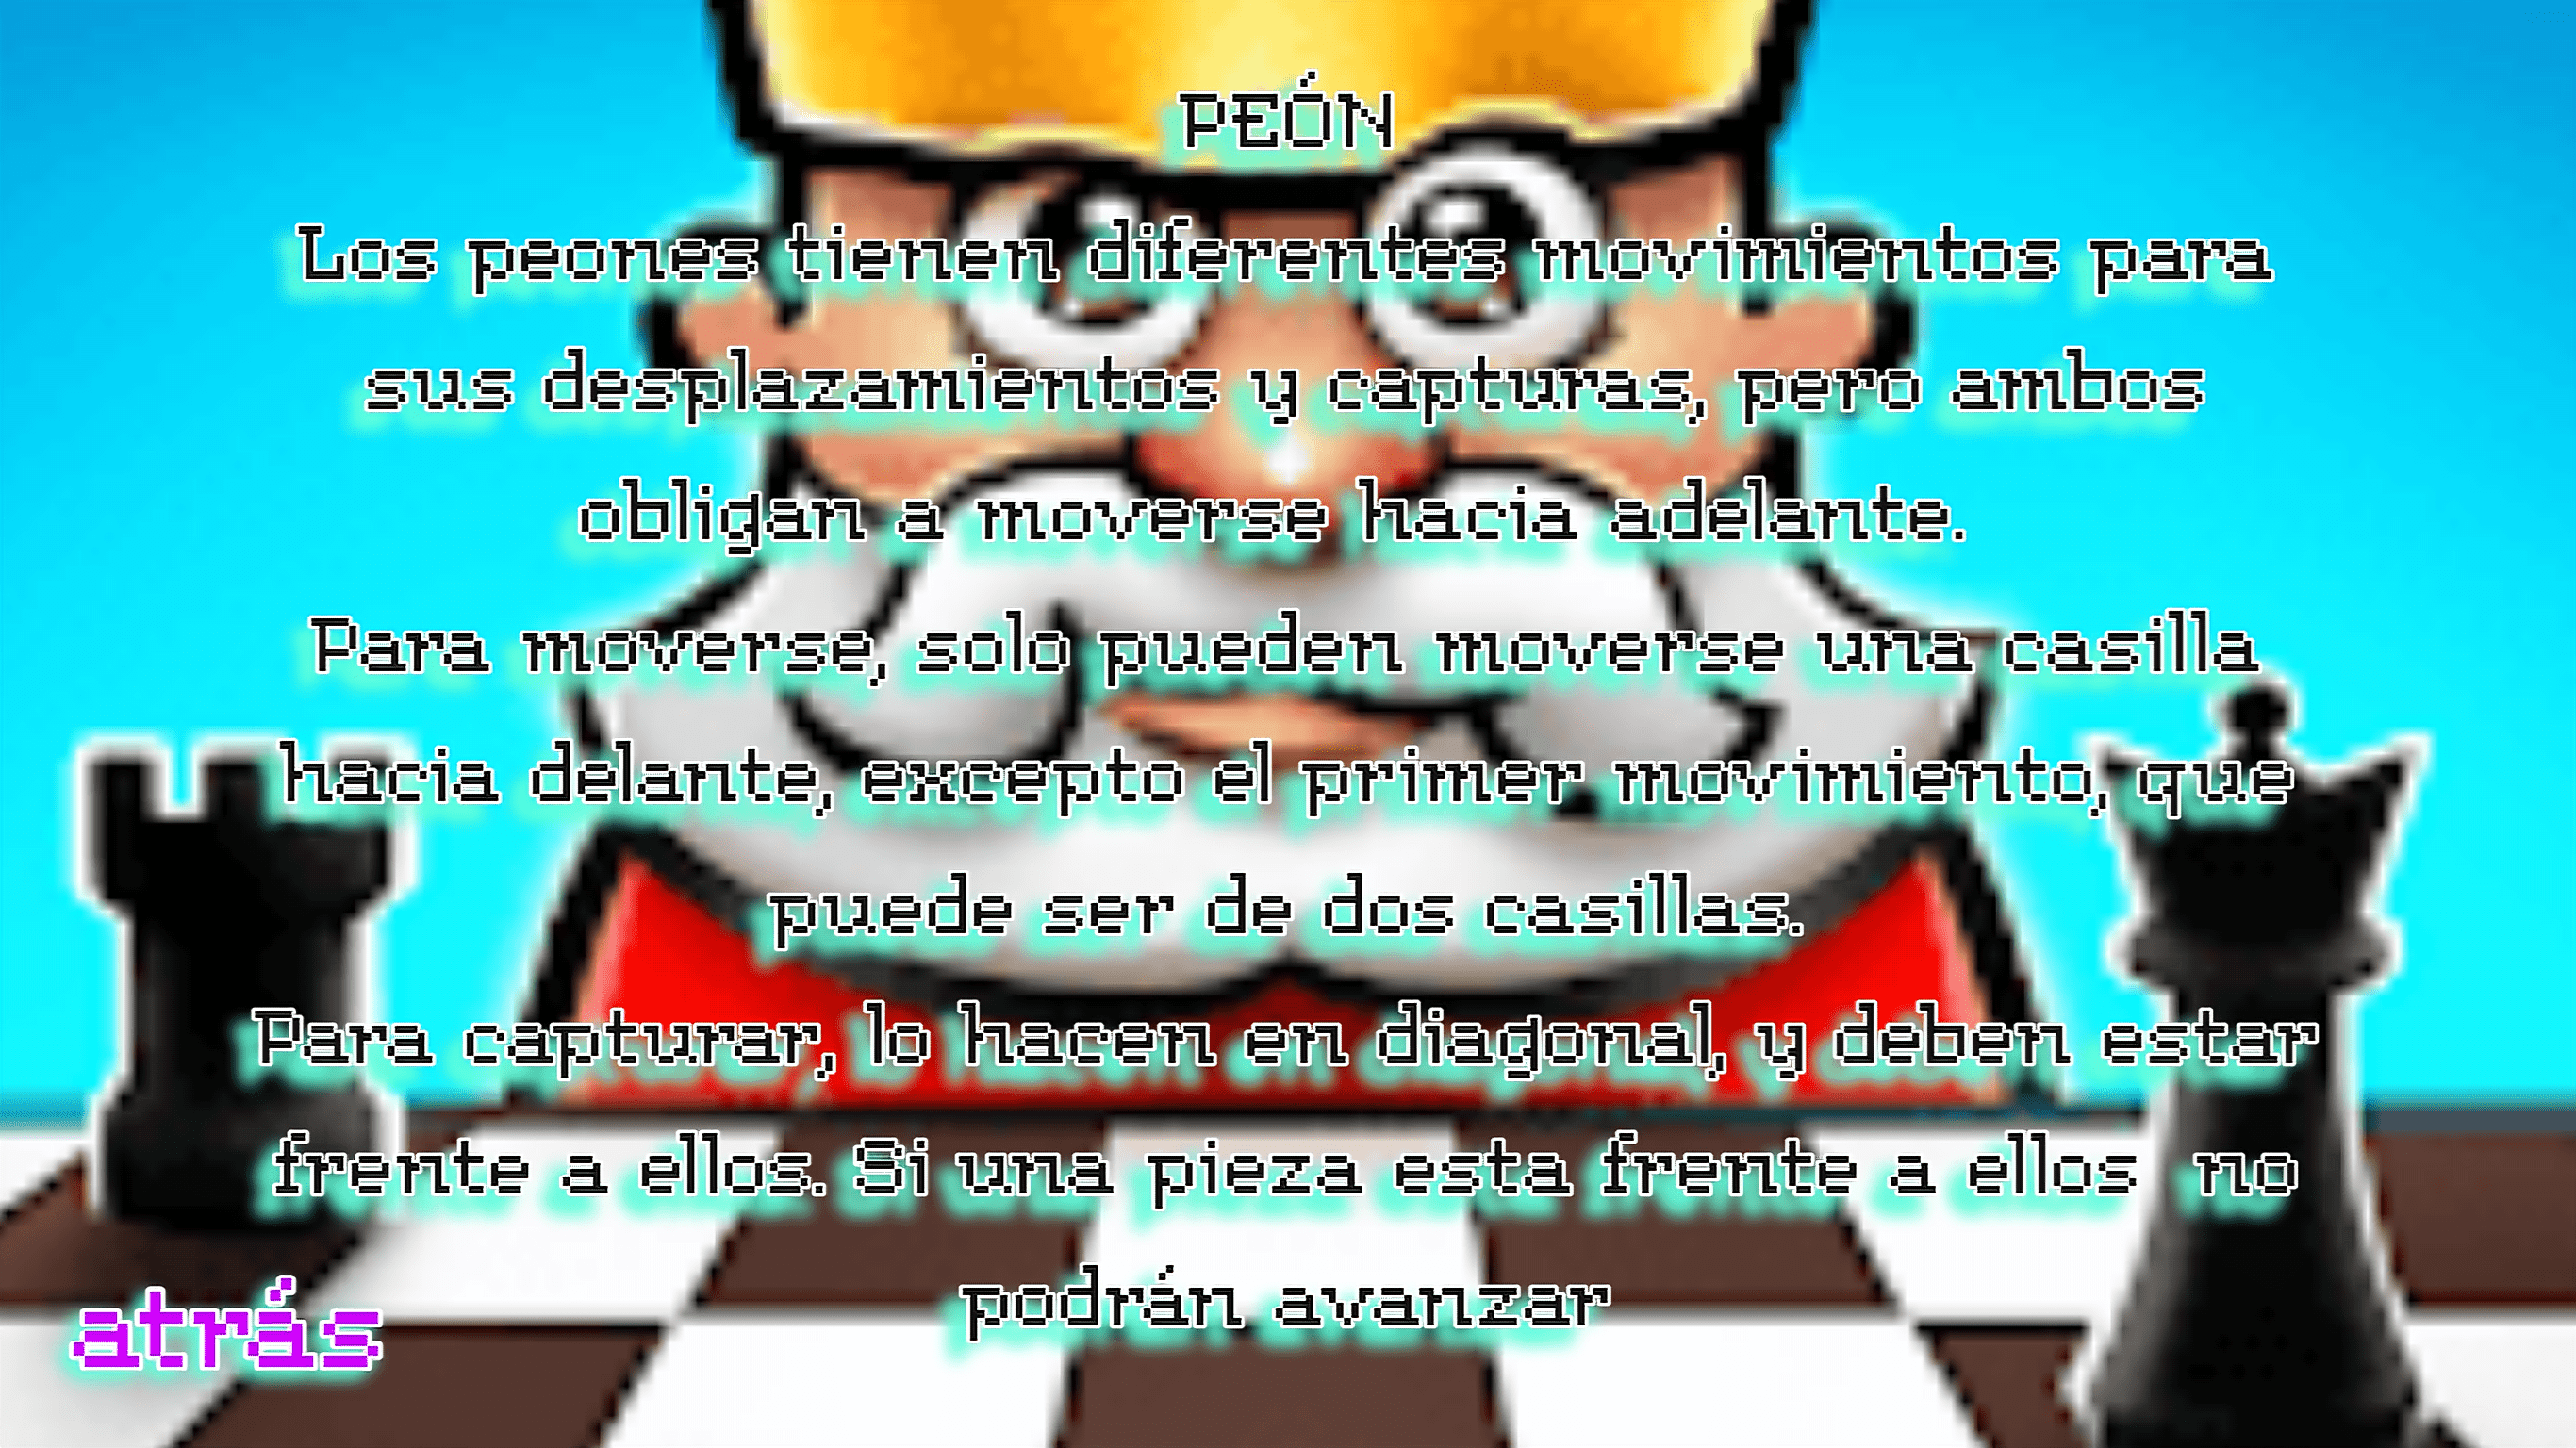 PEÓN
Los peones tienen diferentes movimientos para
sus desplazamientos y capturas, pero ambos
obligan a moverse hacia adelante.
Para moverse, solo pueden moverse una casilla
hacia delante, excepto el primer movimiento, que
puede ser de dos casillas.
Para capturar, lo hacen en diagonal, y deben estar
frente a ellos. Si una pieza esta frente a ellos no
podrán avanzar
atrás